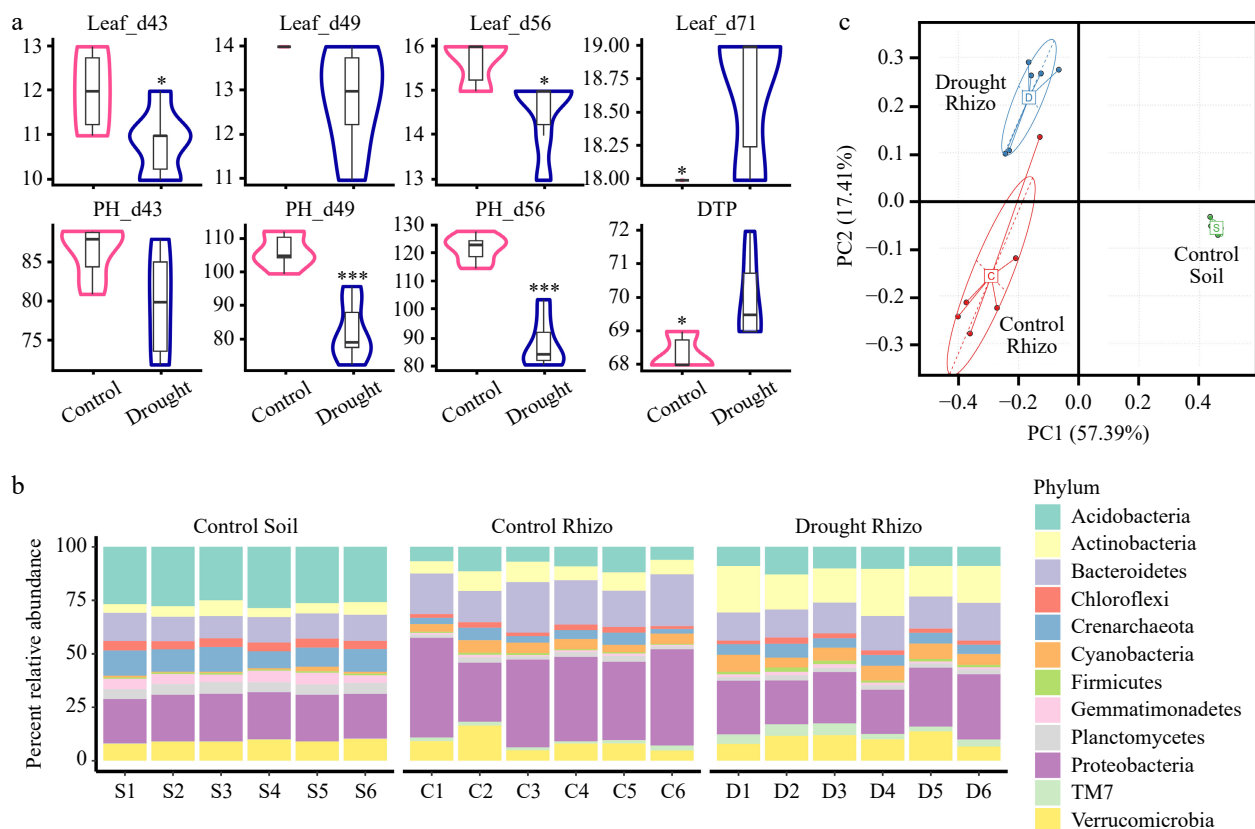 a
Leaf_d43 Leaf_d49 Leaf_d56 Leaf_d71
13 12 11 10
*
14 13 12 11
16 15 14 13
*
19.00 18.75 18.50 18.25 18.00
*
PH_d43 PH_d49 PH_d56 DTP
85 80 75
110 100 90 80
***
130 120 110 100 90 80
***
72 71 70 69 68
*
Control Drought Control Drought Control Drought Control Drought
c
PC2 (17.41%)
0.3
0.2
0.1
0.0
−0.1
−0.2
−0.3
Drought
Rhizo
D
C
Control
Rhizo
S
Control
Soil
−0.4 −0.2 0.0 0.2 0.4
PC1 (57.39%)
b
Control Soil Control Rhizo Drought Rhizo
Percent relative abundance
100
75
50
25
0
S1 S2 S3 S4 S5 S6 C1 C2 C3 C4 C5 C6 D1 D2 D3 D4 D5 D6
Phylum
Acidobacteria
Actinobacteria
Bacteroidetes
Chloroflexi
Crenarchaeota
Cyanobacteria
Firmicutes
Gemmatimonadetes
Planctomycetes
Proteobacteria
TM7
Verrucomicrobia